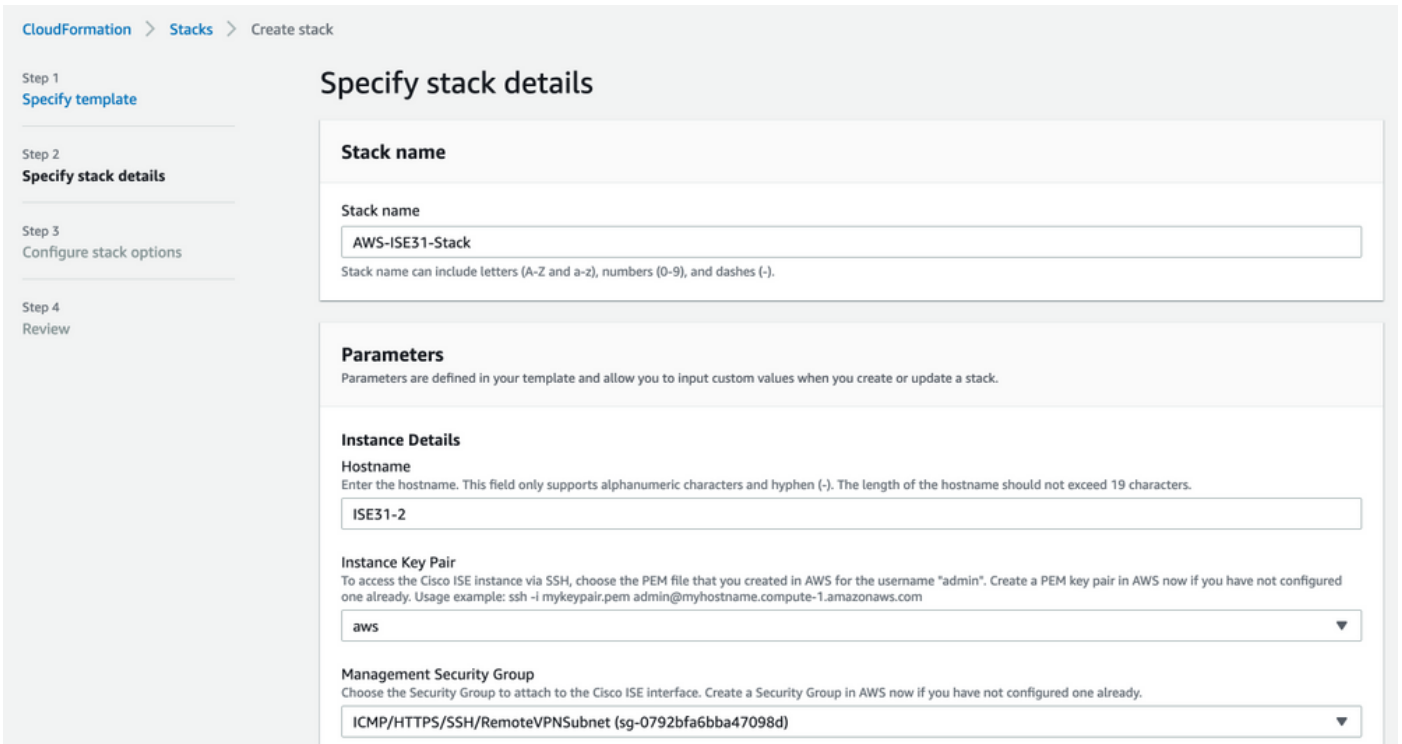 CloudFormation > Stacks > Create stack
Step 1
Specify template
Step 2
Specify stack details
Step 3
Configure stack options
Step 4
Review
Specify stack details
Stack name
Stack name
AWS-ISE31-Stack
Stack name can include letters (A-Z and a-z), numbers (0-9), and dashes (-).
Parameters
Parameters are defined in your template and allow you to input custom values when you create or update a stack.
Instance Details
Hostname
Enter the hostname. This field only supports alphanumeric characters and hyphen (-). The length of the hostname should not exceed 19 characters.
ISE31-2
Instance Key Pair
To access the Cisco ISE instance via SSH, choose the PEM file that you created in AWS for the username "admin". Create a PEM key pair in AWS now if you have not configured
one already. Usage example: ssh -i mykeypair.pem admin@myhostname.compute-1.amazonaws.com
aws
Management Security Group
Choose the Security Group to attach to the Cisco ISE interface. Create a Security Group in AWS now if you have not configured one already.
ICMP/HTTPS/SSH/RemoteVPNSubnet (sg-0792bfa6bba47098d)